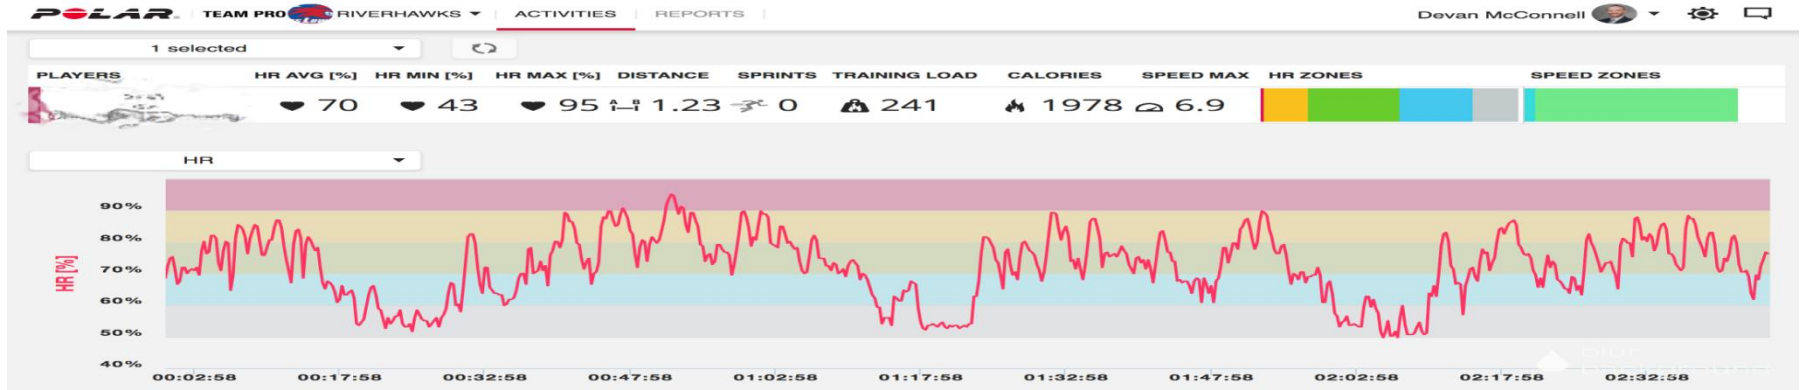 POLAR. TEAM PRO RIVERHAWKS ACTIVITIES REPORTS Devan McConnell
1 selected
PLAYERS HR AVG [%] HR MIN [%] HR MAX [%] DISTANCE SPRINTS TRAINING LOAD CALORIES SPEED MAX HR ZONES SPEED ZONES
70 43 95 1.23 0 241 1978 6.9
HR
90%
80%
70%
60%
50%
40%
HR [%]
00:02:58 00:17:58 00:32:58 00:47:58 01:02:58 01:17:58 01:32:58 01:47:58 02:02:58 02:17:58 02:32:58